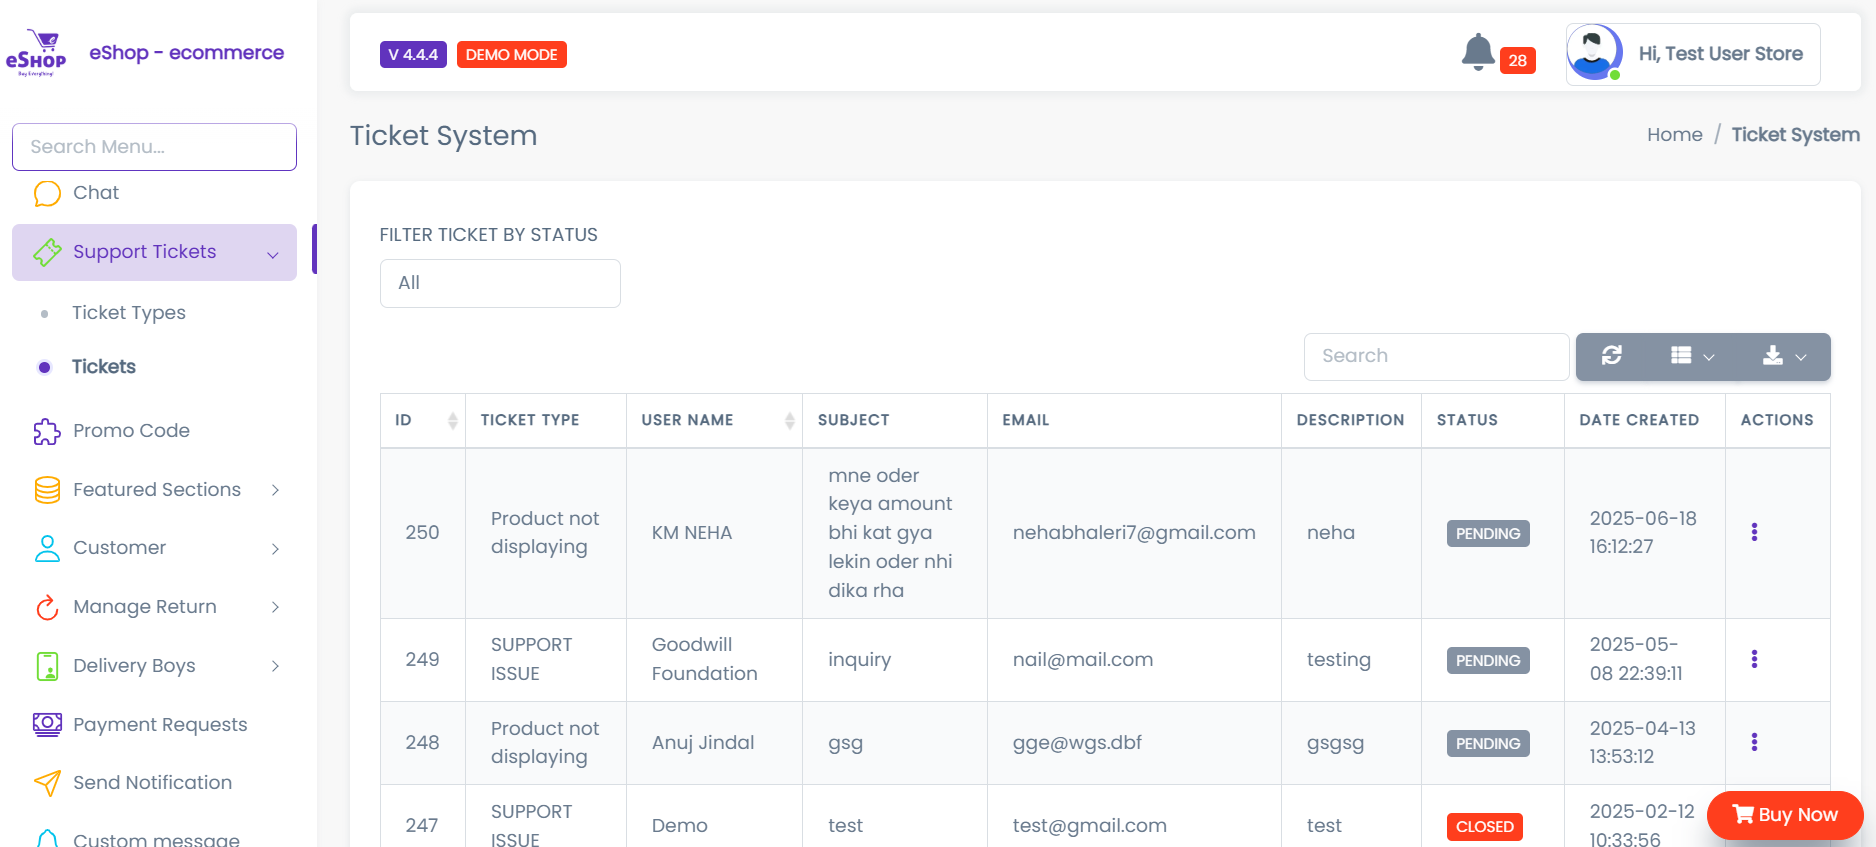 eSHOP
Buy Everything!
eShop - ecommerce
V 4.4.4
DEMO MODE
28
Hi, Test User Store
Search Menu...
Chat
Support Tickets
Ticket Types
Tickets
Promo Code
Featured Sections
Customer
Manage Return
Delivery Boys
Payment Requests
Send Notification
Custom message
Ticket System
Home / Ticket System
FILTER TICKET BY STATUS
All
Search
ID TICKET TYPE USER NAME SUBJECT EMAIL DESCRIPTION STATUS DATE CREATED ACTIONS
250
Product not
displaying
KM NEHA
mne oder
keya amount
bhi kat gya
lekin oder nhi
dika rha
nehabhaleri7@gmail.com
neha
PENDING
2025-06-18
16:12:27
249
SUPPORT
ISSUE
Goodwill
Foundation
inquiry
nail@mail.com
testing
PENDING
2025-05-
08 22:39:11
248
Product not
displaying
Anuj Jindal
gsg
gge@wgs.dbf
gsgsg
PENDING
2025-04-13
13:53:12
247
SUPPORT
ISSUE
Demo
test
test@gmail.com
test
CLOSED
2025-02-12
10:33:56
Buy Now